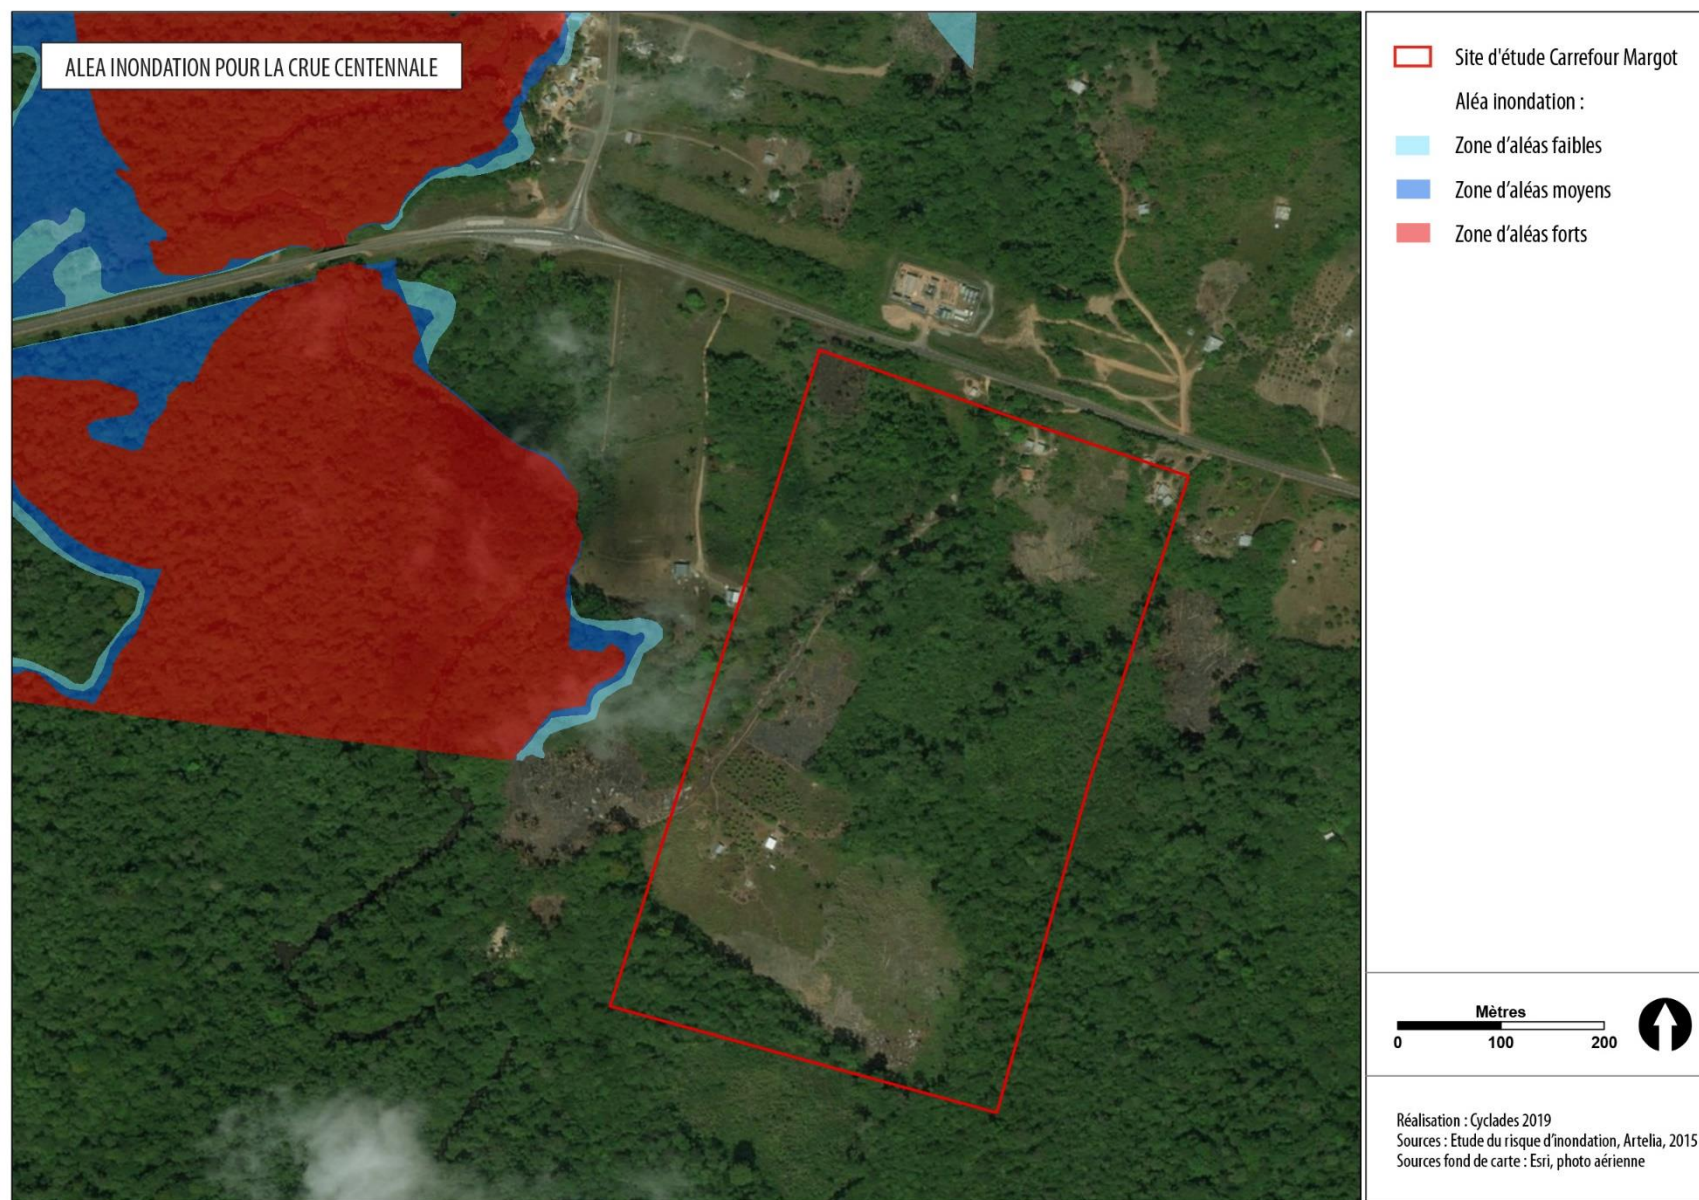 ALEA INONDATION POUR LA CRUE CENTENNALE
Site d'étude Carrefour Margot
Aléa inondation :
Zone d'aléas faibles
Zone d'aléas moyens
Zone d'aléas forts
Mètres
0 100 200
Réalisation : Cyclades 2019
Sources : Etude du risque d'inondation, Artelia, 2015
Sources fond de carte : Esri, photo aérienne